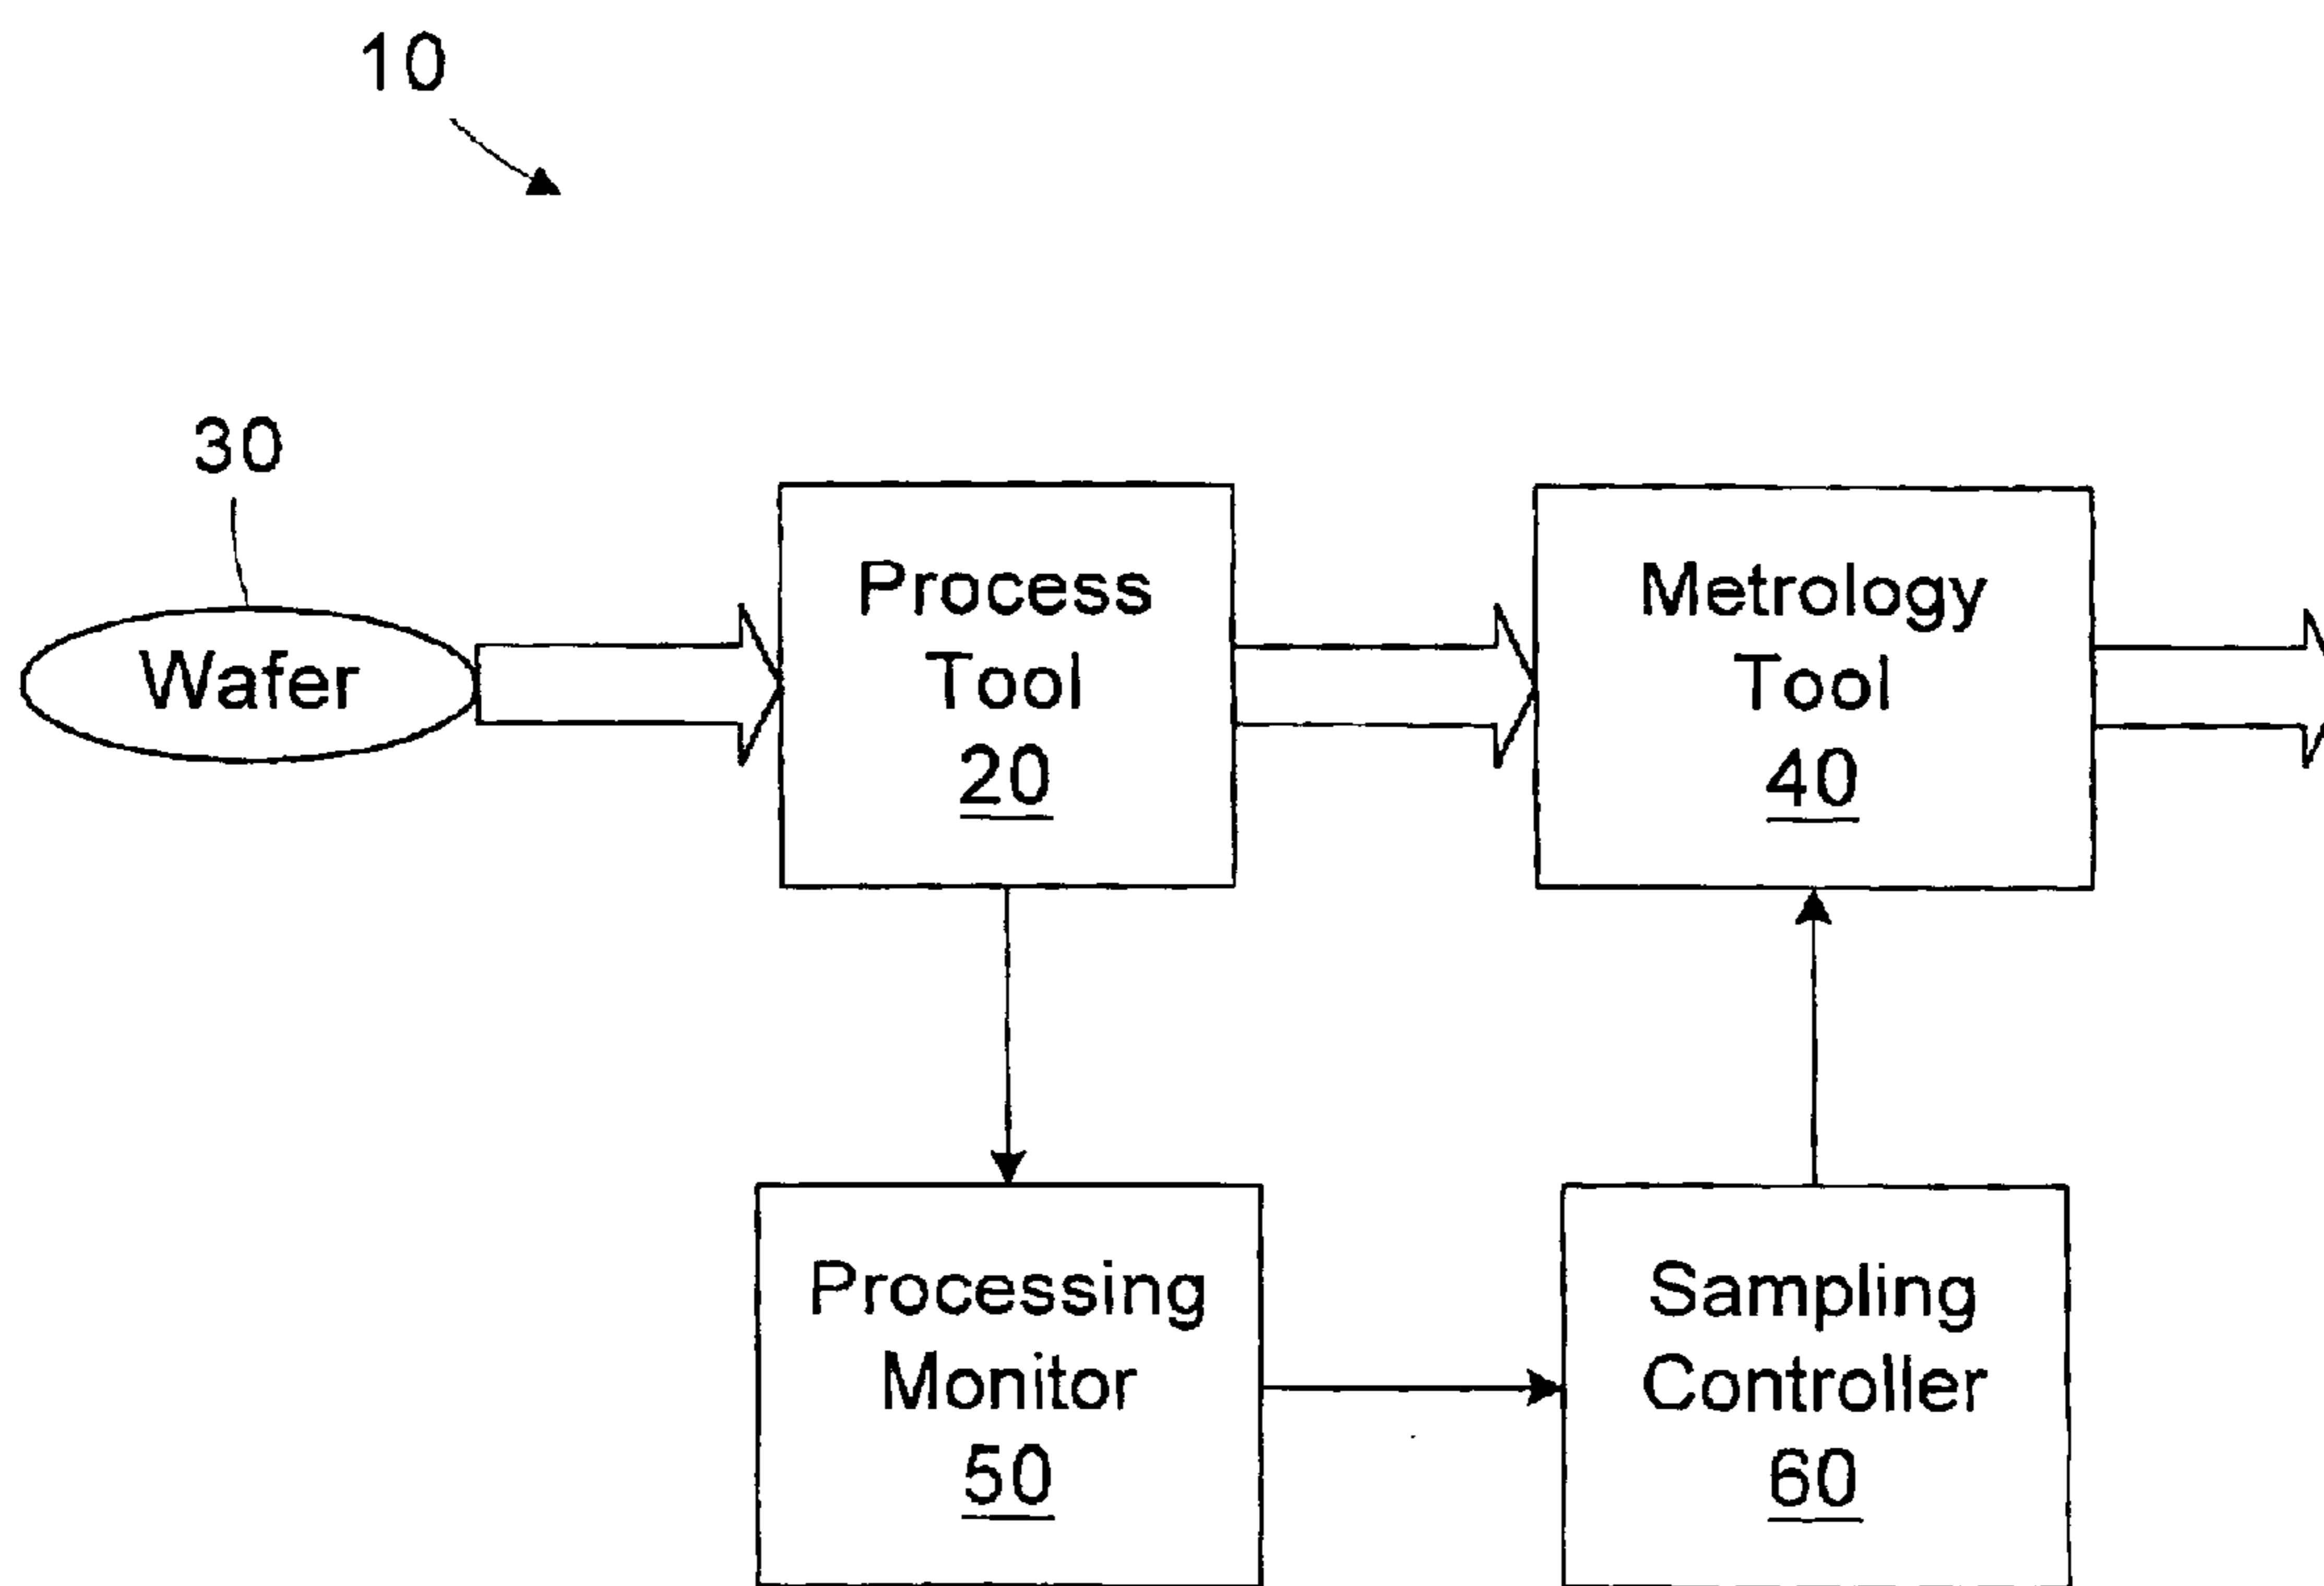 10
30
Wafer
Process
Tool
20
Metrology
Tool
40
Processing
Monitor
50
Sampling
Controller
60